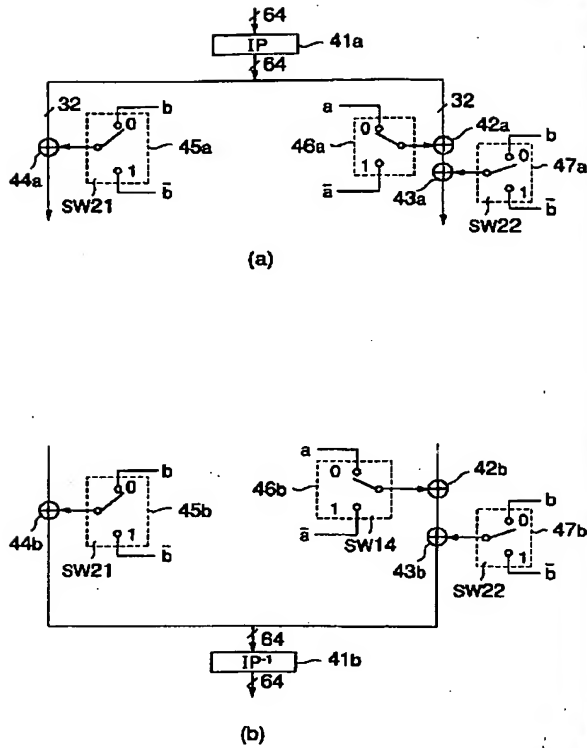 64
IP 41a
64
32 b a 32 42a b
0 0 0
45a 46a 47a
44a 1 1 43a 1
SW21 b̅ a̅ SW22 b̅
(a)
a
b 0 42b b
0 46b 0
45b 47b
44b 1 1 43b 1
SW21 b̅ a̅ SW14 SW22 b̅
64
IP⁻¹ 41b
64
(b)